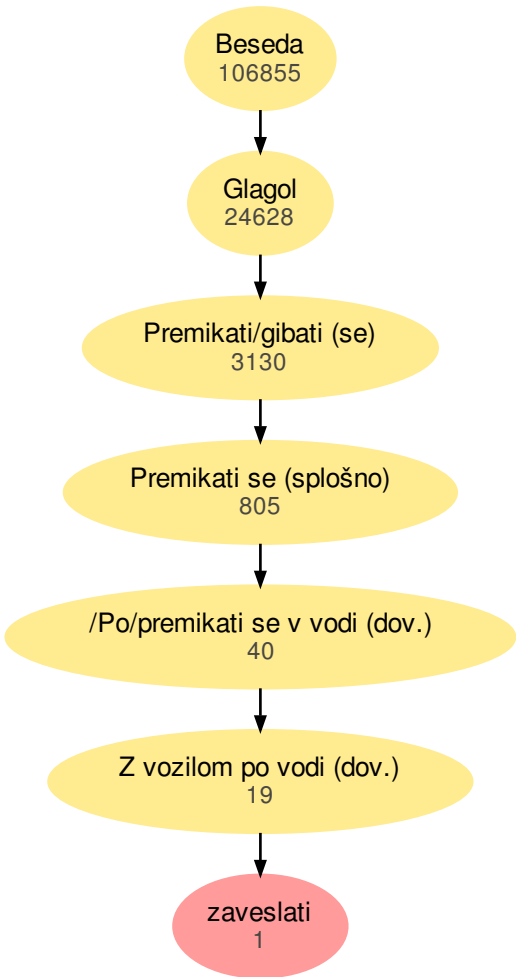 Beseda
106855
Glagol
24628
Premikati/gibati (se)
3130
Premikati se (splošno)
805
/Po/premikati se v vodi (dov.)
40
Z vozilom po vodi (dov.)
19
zaveslati
1